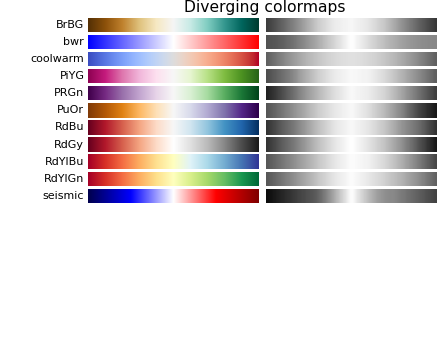 Diverging colormaps
BrBG
bwr
coolwarm
PiYG
PRGn
PuOr
RdBu
RdGy
RdYlBu
RdYlGn
seismic